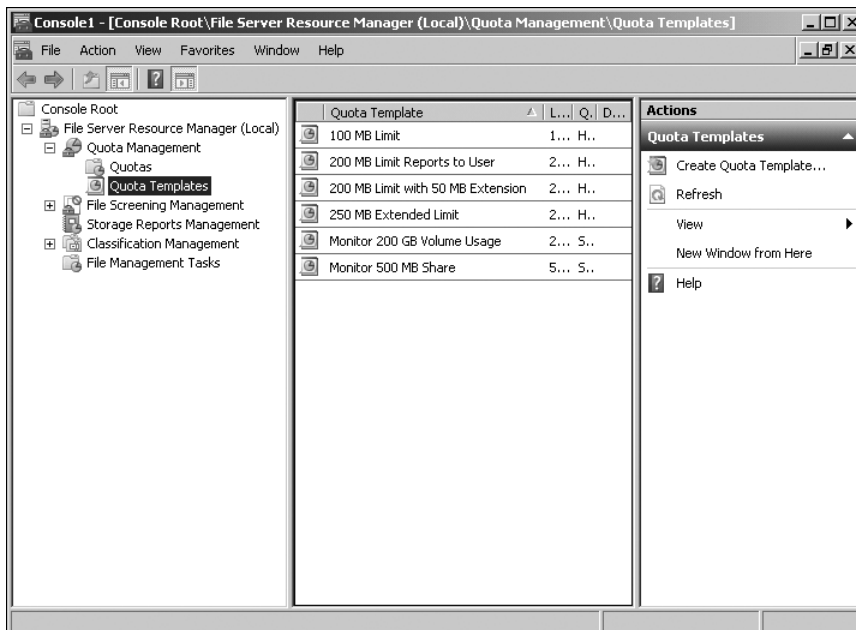 Console1 - [Console Root\File Server Resource Manager (Local)\Quota Management\Quota Templates]
File Action View Favorites Window Help
Console Root
File Server Resource Manager (Local)
Quota Management
Quotas
Quota Templates
File Screening Management
Storage Reports Management
Classification Management
File Management Tasks
Quota Template L... Q. D...
100 MB Limit 1... H..
200 MB Limit Reports to User 2... H..
200 MB Limit with 50 MB Extension 2... H..
250 MB Extended Limit 2... H..
Monitor 200 GB Volume Usage 2... S..
Monitor 500 MB Share 5... S..
Actions
Quota Templates
Create Quota Template...
Refresh
View
New Window from Here
Help